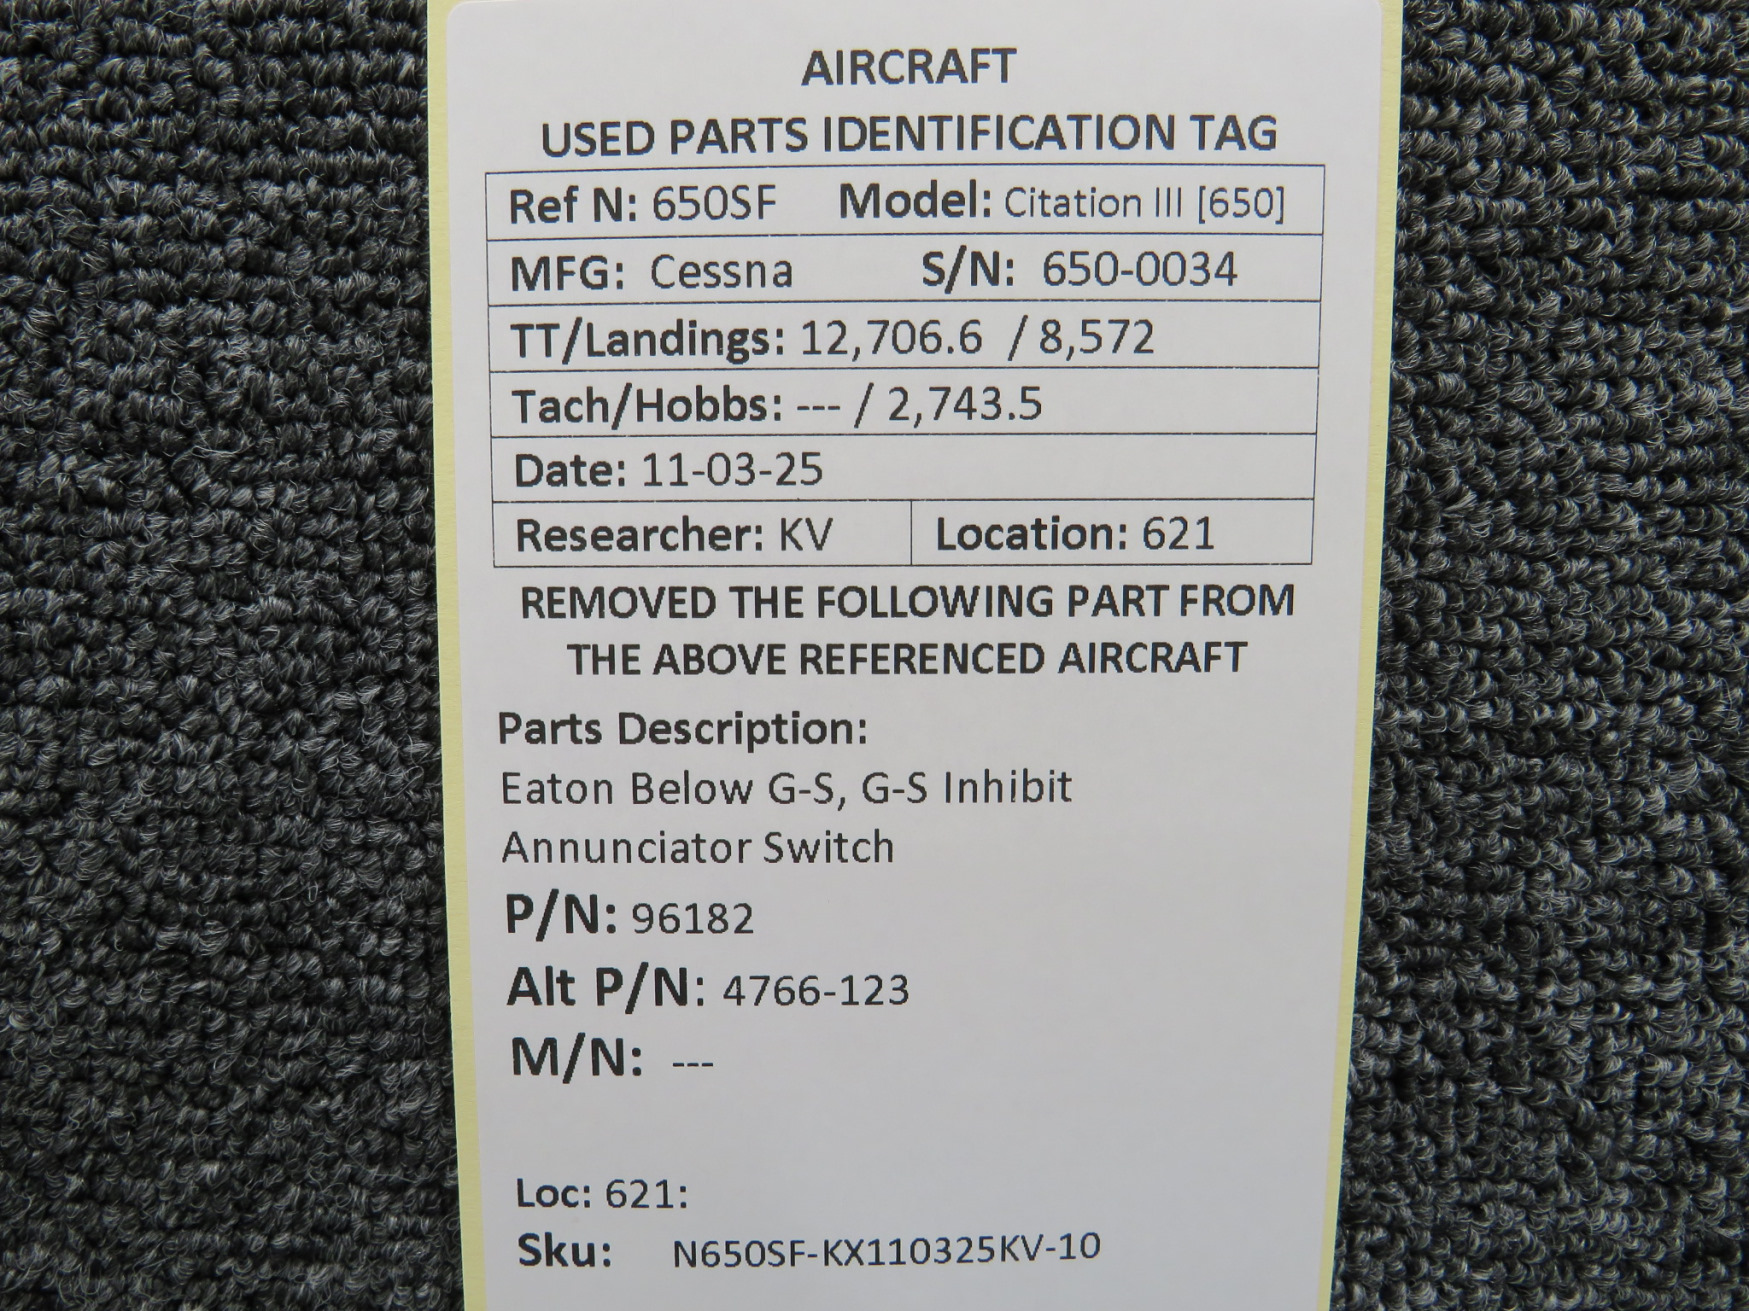 AIRCRAFT
USED PARTS IDENTIFICATION TAG
Ref N: 650SF Model: Citation III [650]
MFG: Cessna S/N: 650-0034
TT/Landings: 12,706.6 / 8,572
Tach/Hobbs: --- / 2,743.5
Date: 11-03-25
Researcher: KV Location: 621
REMOVED THE FOLLOWING PART FROM
THE ABOVE REFERENCED AIRCRAFT
Parts Description:
Eaton Below G-S, G-S Inhibit
Annunciator Switch
P/N: 96182
Alt P/N: 4766-123
M/N: ---
Loc: 621:
Sku: N650SF-KX110325KV-10